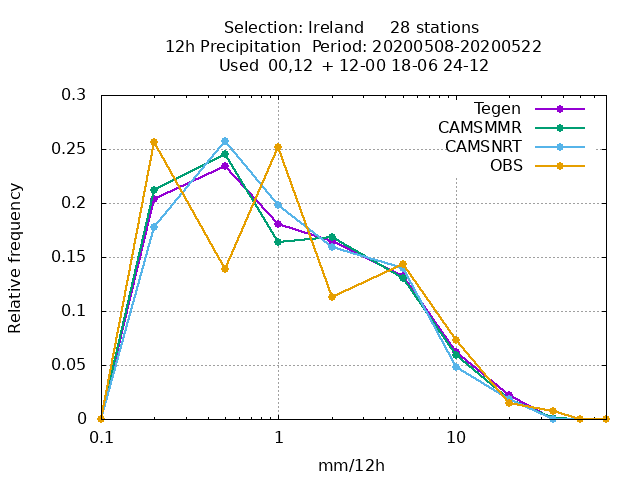 Selection: Ireland 28 stations
12h Precipitation Period: 20200508-20200522
Used 00,12 + 12-00 18-06 24-12
Tegen
CAMSMMR
CAMSNRT
OBS
Relative frequency
0.3
0.25
0.2
0.15
0.1
0.05
0
0.1 1 10
mm/12h